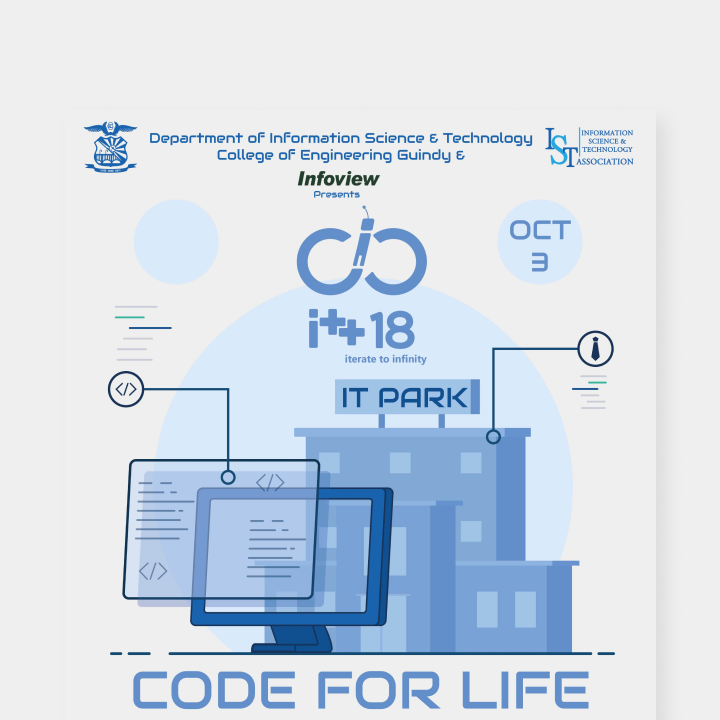 Department of Information Science & Technology
College of Engineering Guindy &
INFORMATION
SCIENCE &
TECHNOLOGY
IST ASSOCIATION
Infoview
Presents
OCT
3
i++18
iterate to infinity
</>
IT PARK
</>
</>
CODE FOR LIFE